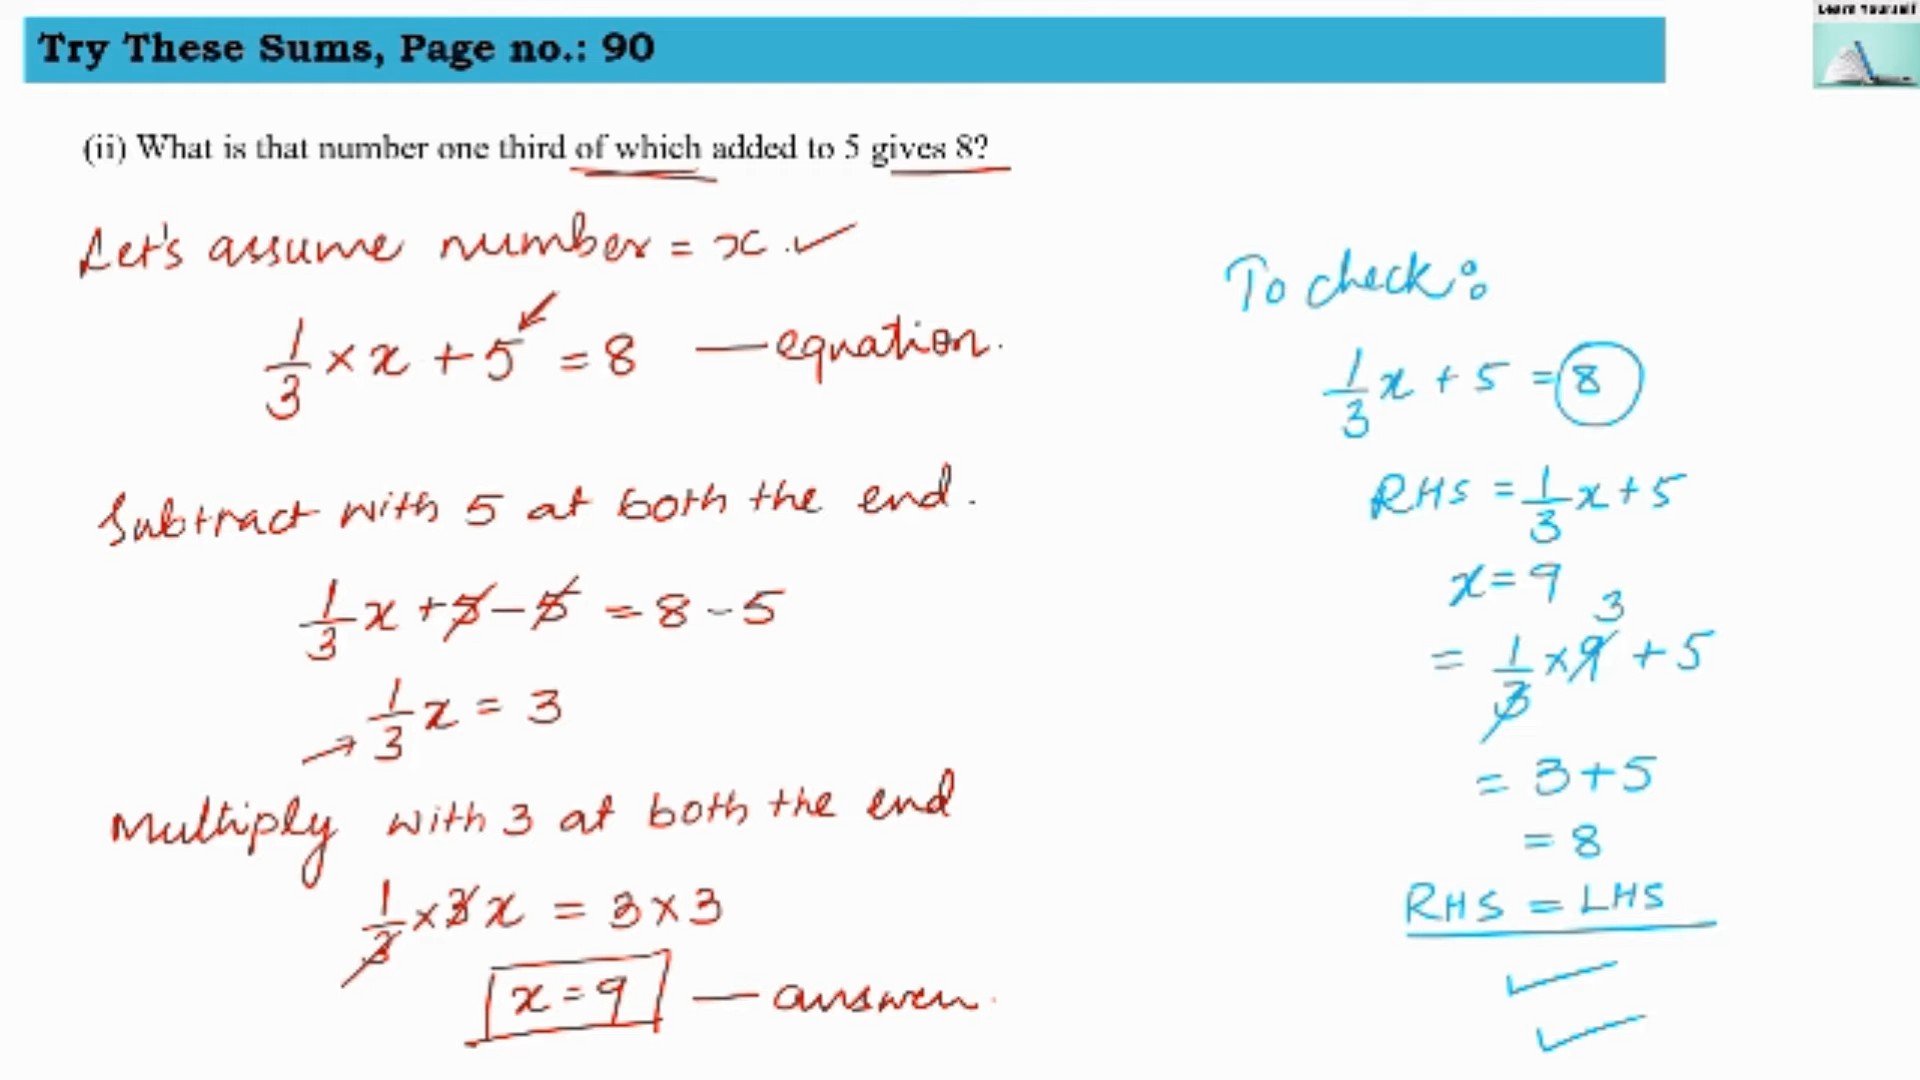 Learn Yourself
Try These Sums, Page no.: 90
(ii) What is that number one third of which added to 5 gives 8?
Let's assume number = x.✓
1/3 × x + 5 = 8 — equation.
Subtract with 5 at both the end.
1/3 x + 5 - 5 = 8 - 5
→ 1/3 x = 3
Multiply with 3 at both the end
1/3 × 3 x = 3 × 3
x = 9 — answer.
To check:
1/3 x + 5 = 8
RHS = 1/3 x + 5
x = 9
3
= 1/3 × 9 + 5
= 3 + 5
= 8
RHS = LHS
✓
✓